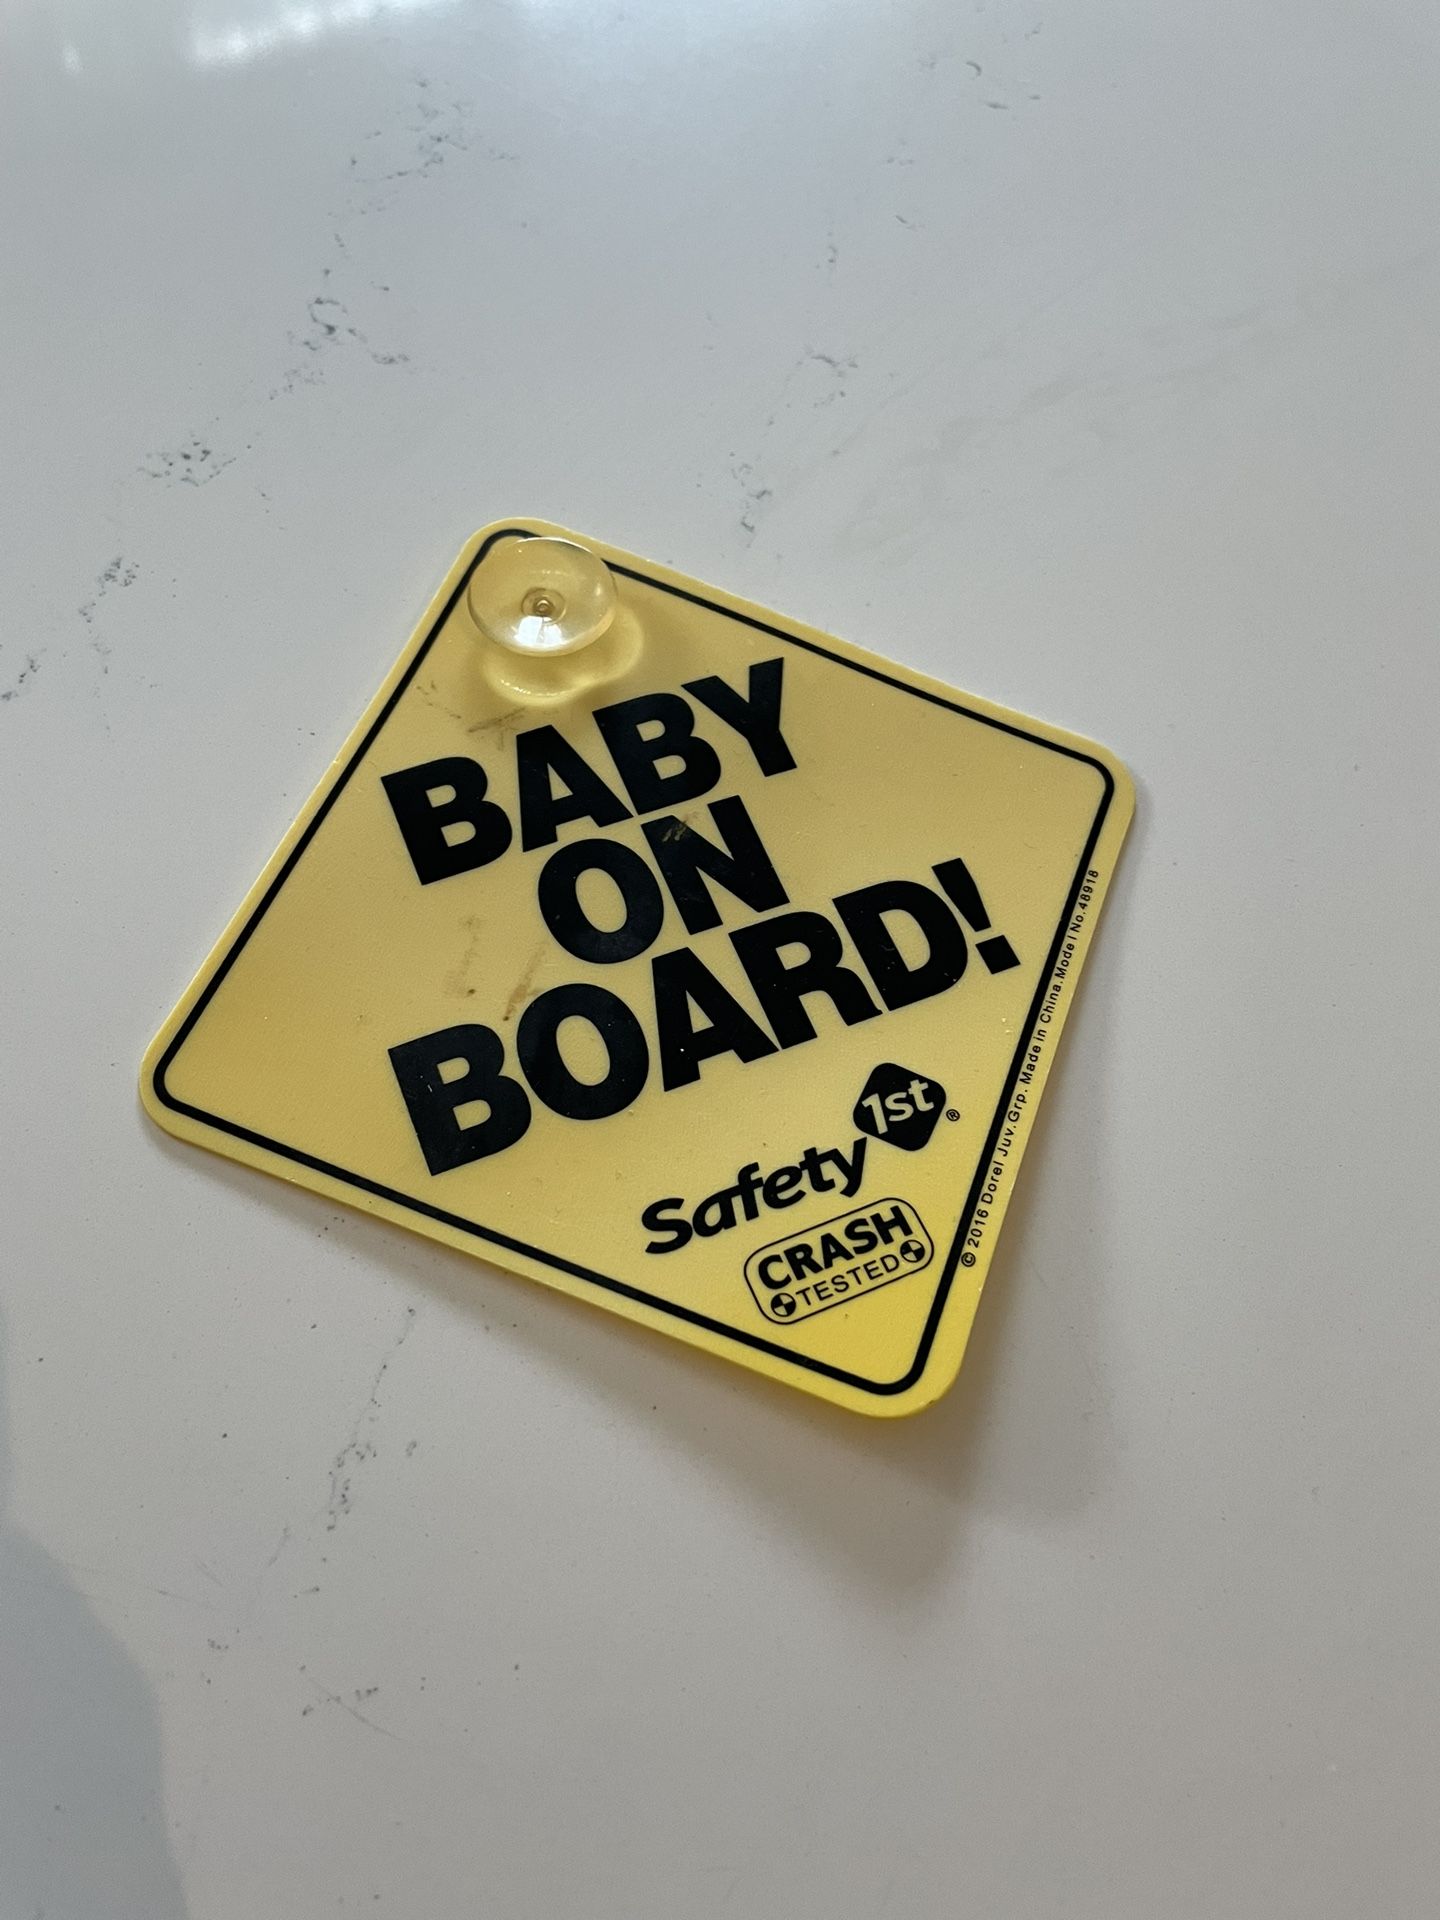 BABY
ON
BOARD!
Safety 1st®
CRASH
TESTED
© 2016 Dorel Juv. Grp. Made in China. Model No. 48918